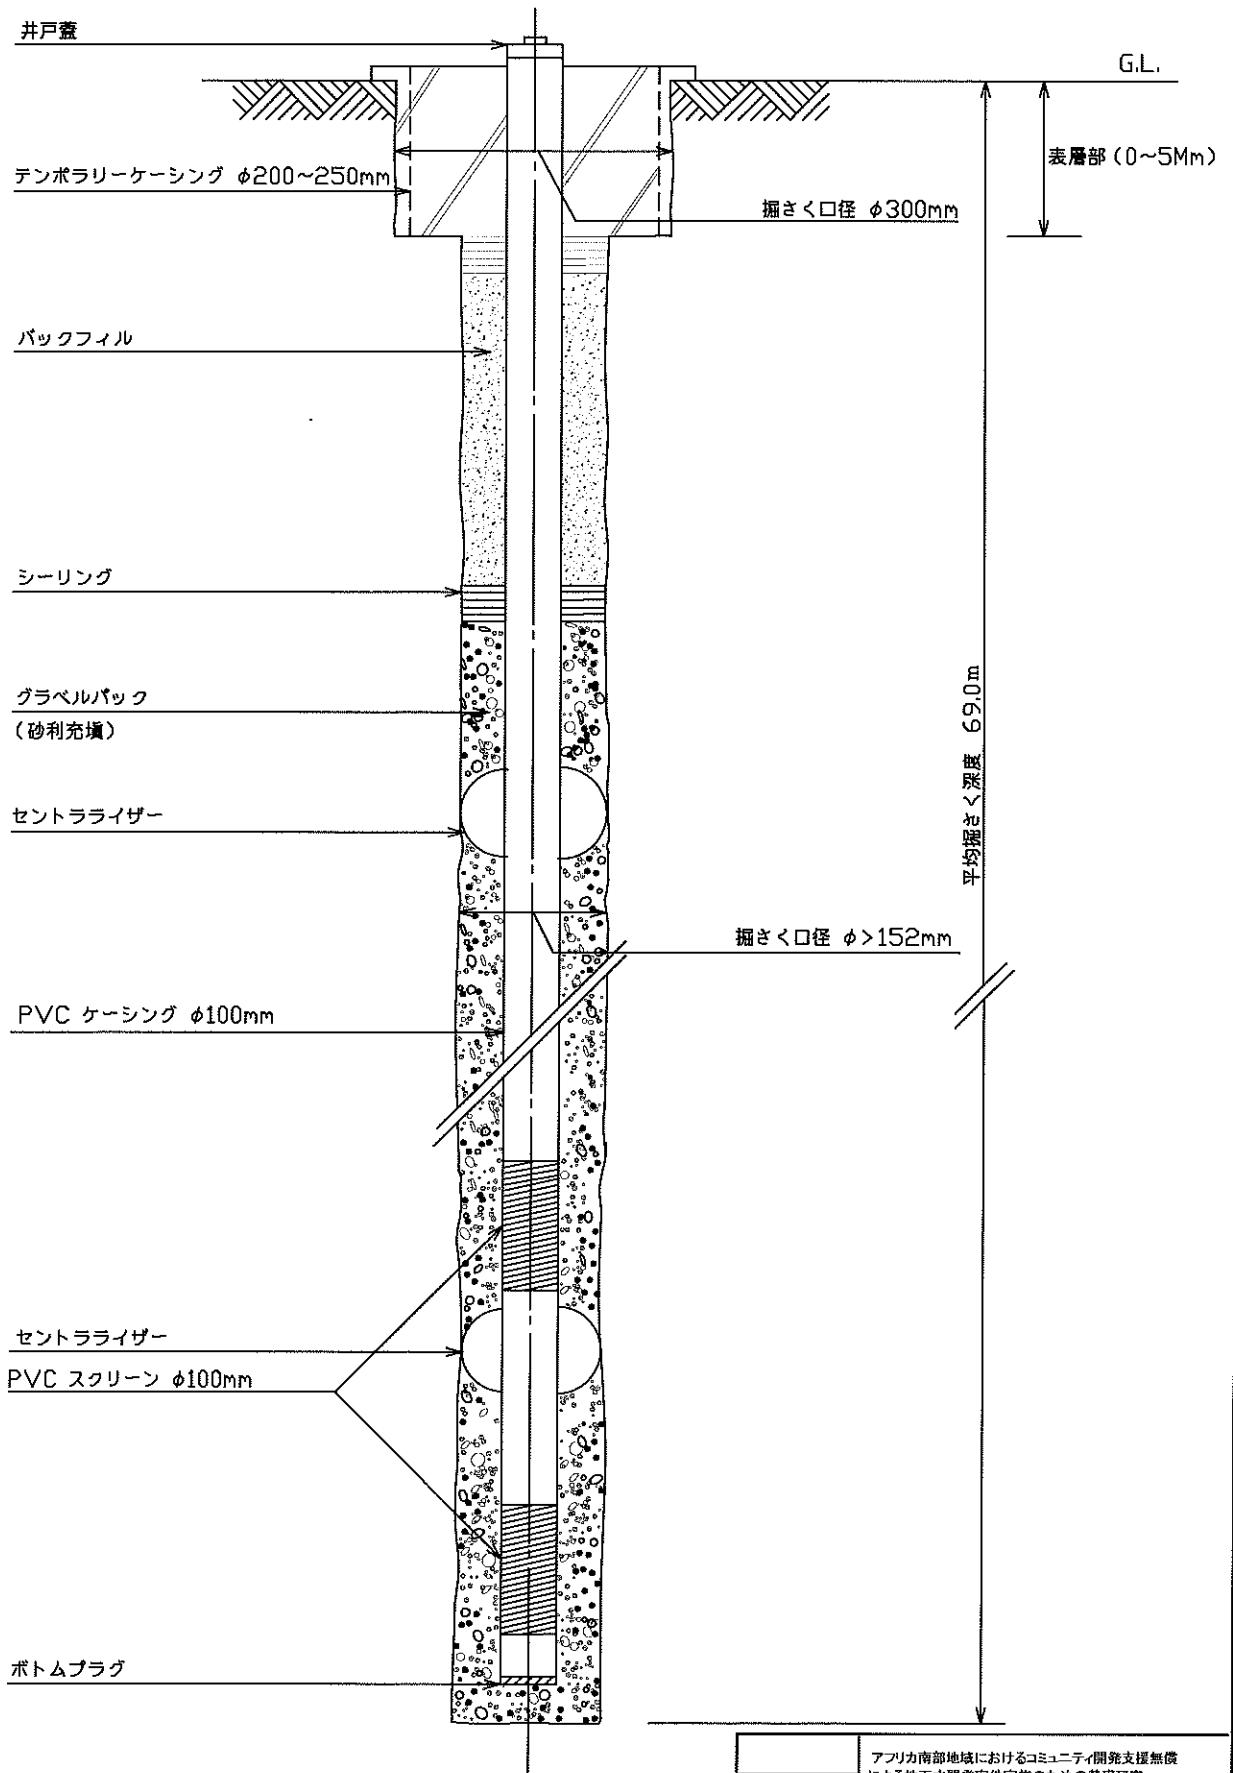 井戸蓋
G.L.
表層部（0～5Mm）
テンポラリーケーシング φ200～250mm
掘さく口径 φ300mm
バックフィル
シーリング
グラベルパック
（砂利充填）
平均掘さく深度 69.0m
セントラライザー
掘さく口径 φ>152mm
PVC ケーシング φ100mm
セントラライザー
PVC スクリーン φ100mm
ボトムプラグ
アフリカ南部地域におけるコミュニティ開発支援無償